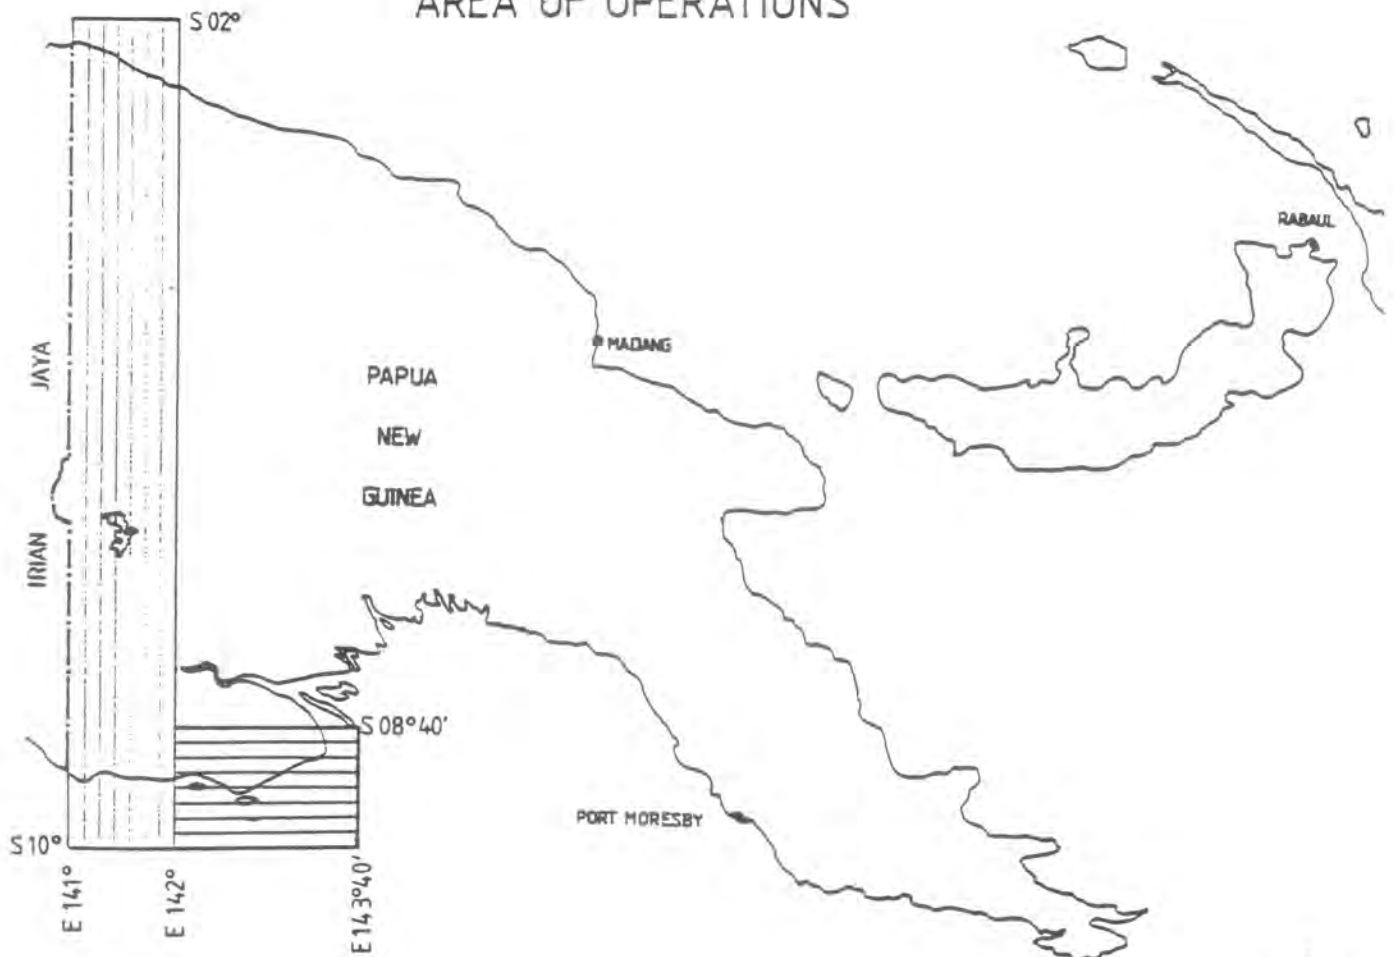 AREA OF OPERATIONS
S 02°
RABAUL
MADANG
JAYA
PAPUA
NEW
GUINEA
IRIAN
S 08°40'
PORT MORESBY
S 10°
E 141°
E 142°
E 143°40'